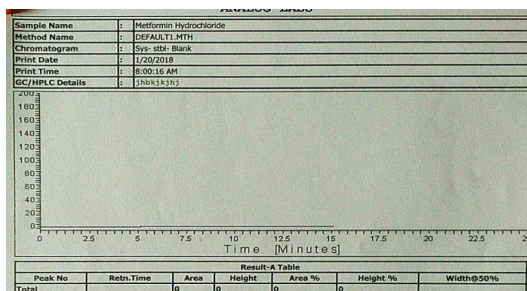 ANALOG LABS
Sample Name : Metformin Hydrochloride
Method Name : DEFAULT1.MTH
Chromatogram : Sys- stbl- Blank
Print Date : 1/20/2018
Print Time : 8:00:16 AM
GC/HPLC Details : jhbkjkjhj
200
180
160
140
120
100
80
60
40
20
0 2.5 5 7.5 10 12.5 15 17.5 20 22.5 2
Time [Minutes]
Result-A Table
Peak No Retn.Time Area Height Area % Height % Width@50%
Total 0 0 0 0